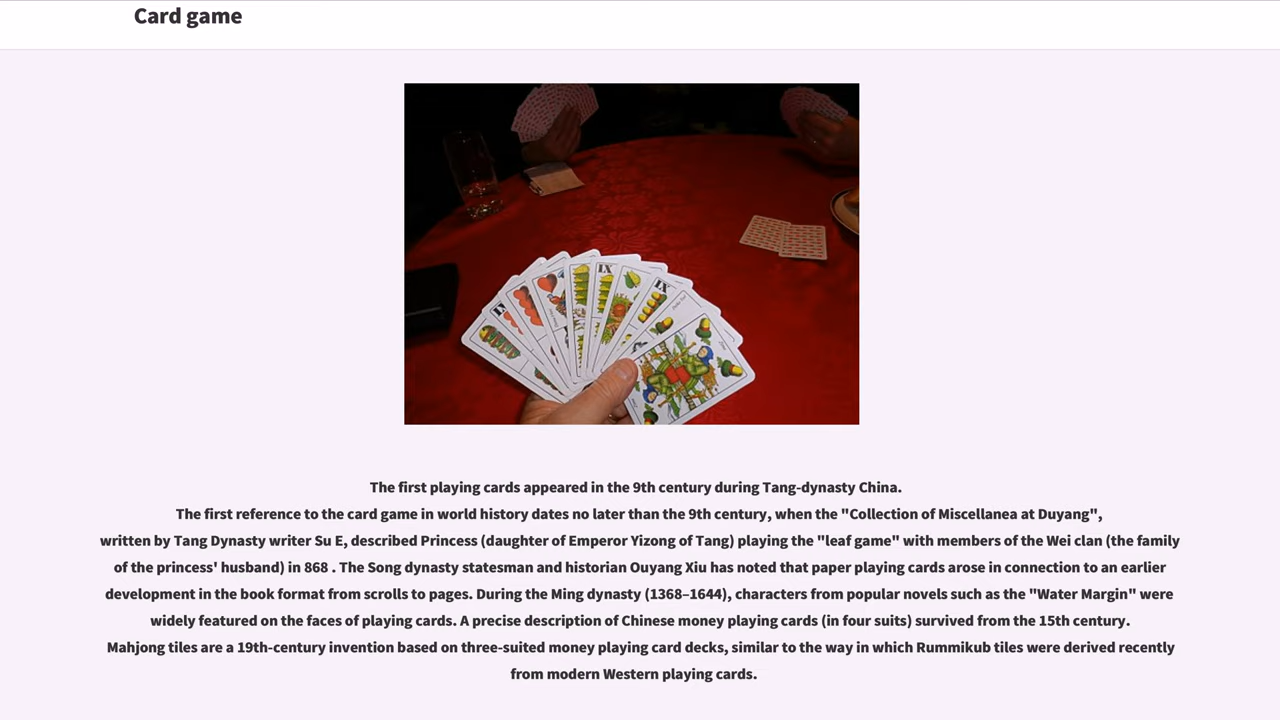 Card game
IX
IX
The first playing cards appeared in the 9th century during Tang-dynasty China.
The first reference to the card game in world history dates no later than the 9th century, when the "Collection of Miscellanea at Duyang",
written by Tang Dynasty writer Su E, described Princess (daughter of Emperor Yizong of Tang) playing the "leaf game" with members of the Wei clan (the family
of the princess' husband) in 868 . The Song dynasty statesman and historian Ouyang Xiu has noted that paper playing cards arose in connection to an earlier
development in the book format from scrolls to pages. During the Ming dynasty (1368–1644), characters from popular novels such as the "Water Margin" were
widely featured on the faces of playing cards. A precise description of Chinese money playing cards (in four suits) survived from the 15th century.
Mahjong tiles are a 19th-century invention based on three-suited money playing card decks, similar to the way in which Rummikub tiles were derived recently
from modern Western playing cards.